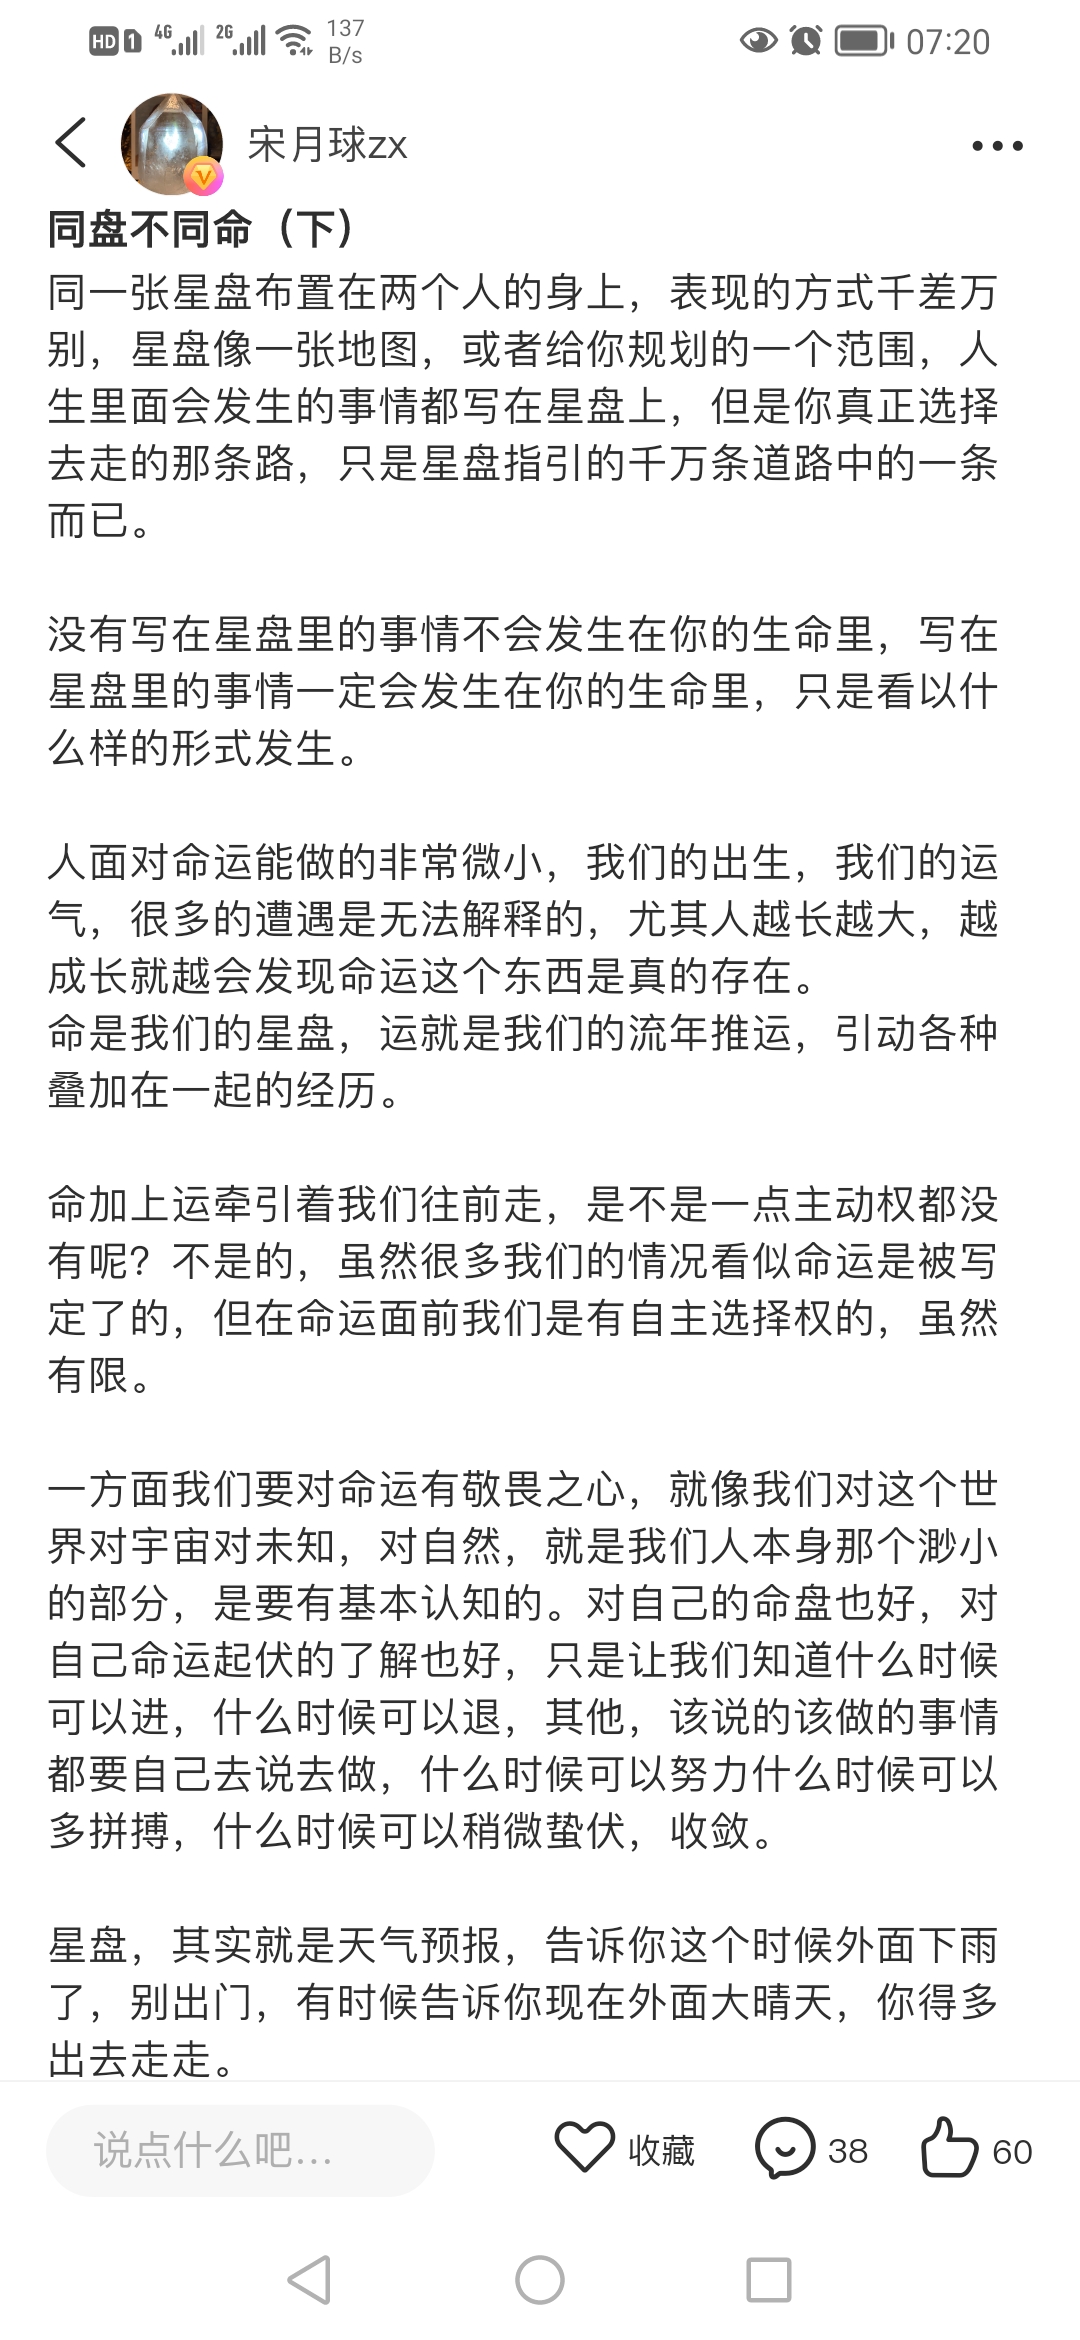 HD 1 4G 2G 137 B/s 07:20
宋月球zx
同盘不同命（下）
同一张星盘布置在两个人的身上，表现的方式千差万
别，星盘像一张地图，或者给你规划的一个范围，人
生里面会发生的事情都写在星盘上，但是你真正选择
去走的那条路，只是星盘指引的千万条道路中的一条
而已。
没有写在星盘里的事情不会发生在你的生命里，写在
星盘里的事情一定会发生在你的生命里，只是看以什
么样的形式发生。
人面对命运能做的非常微小，我们的出生，我们的运
气，很多的遭遇是无法解释的，尤其人越长越大，越
成长就越会发现命运这个东西是真的存在。
命是我们的星盘，运就是我们的流年推运，引动各种
叠加在一起的经历。
命加上运牵引着我们往前走，是不是一点主动权都没
有呢？不是的，虽然很多我们的情况看似命运是被写
定了的，但在命运面前我们是有自主选择权的，虽然
有限。
一方面我们要对命运有敬畏之心，就像我们对这个世
界对宇宙对未知，对自然，就是我们人本身那个渺小
的部分，是要有基本认知的。对自己的命盘也好，对
自己命运起伏的了解也好，只是让我们知道什么时候
可以进，什么时候可以退，其他，该说的该做的事情
都要自己去说去做，什么时候可以努力什么时候可以
多拼搏，什么时候可以稍微蛰伏，收敛。
星盘，其实就是天气预报，告诉你这个时候外面下雨
了，别出门，有时候告诉你现在外面大晴天，你得多
出去走走。
说点什么吧... 收藏 38 60